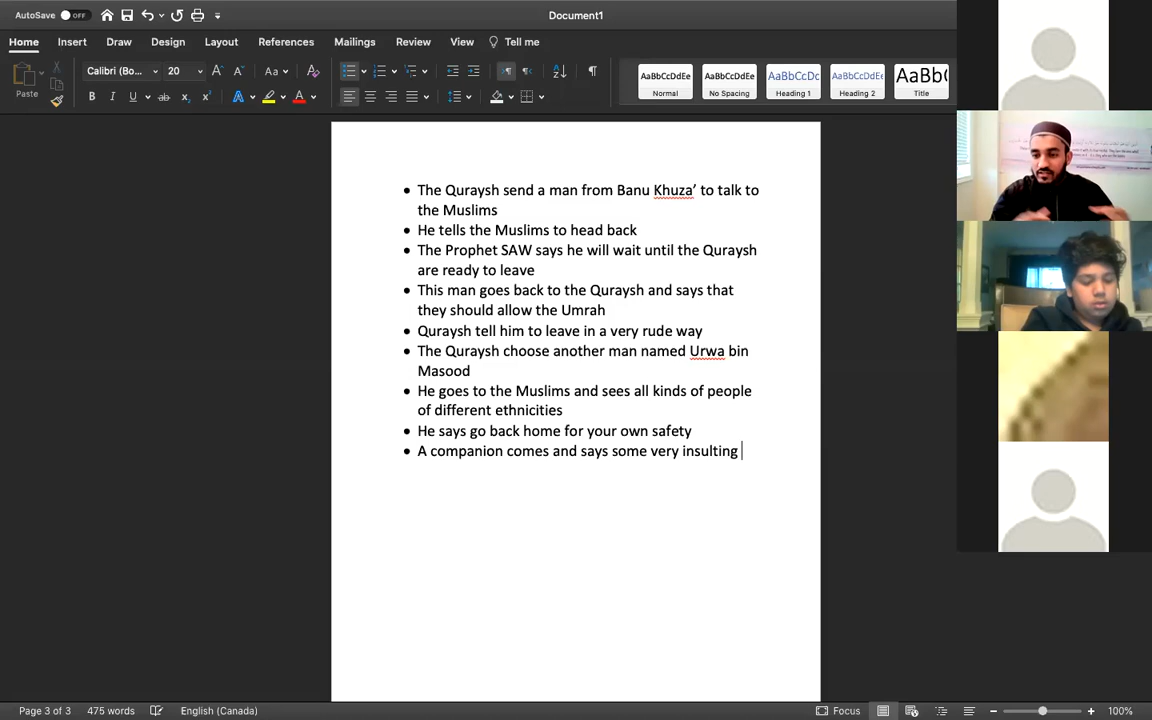 AutoSave OFF
Document1
Home Insert Draw Design Layout References Mailings Review View Tell me
Paste
Calibri (Bo... 20
AaBbCcDdEe
Normal
AaBbCcDdEe
No Spacing
AaBbCcDc
Heading 1
AaBbCcDdEe
Heading 2
AaBb(
Title
• The Quraysh send a man from Banu Khuza’ to talk to
the Muslims
• He tells the Muslims to head back
• The Prophet SAW says he will wait until the Quraysh
are ready to leave
• This man goes back to the Quraysh and says that
they should allow the Umrah
• Quraysh tell him to leave in a very rude way
• The Quraysh choose another man named Urwa bin
Masood
• He goes to the Muslims and sees all kinds of people
of different ethnicities
• He says go back home for your own safety
• A companion comes and says some very insulting
Page 3 of 3 475 words English (Canada) Focus 100%